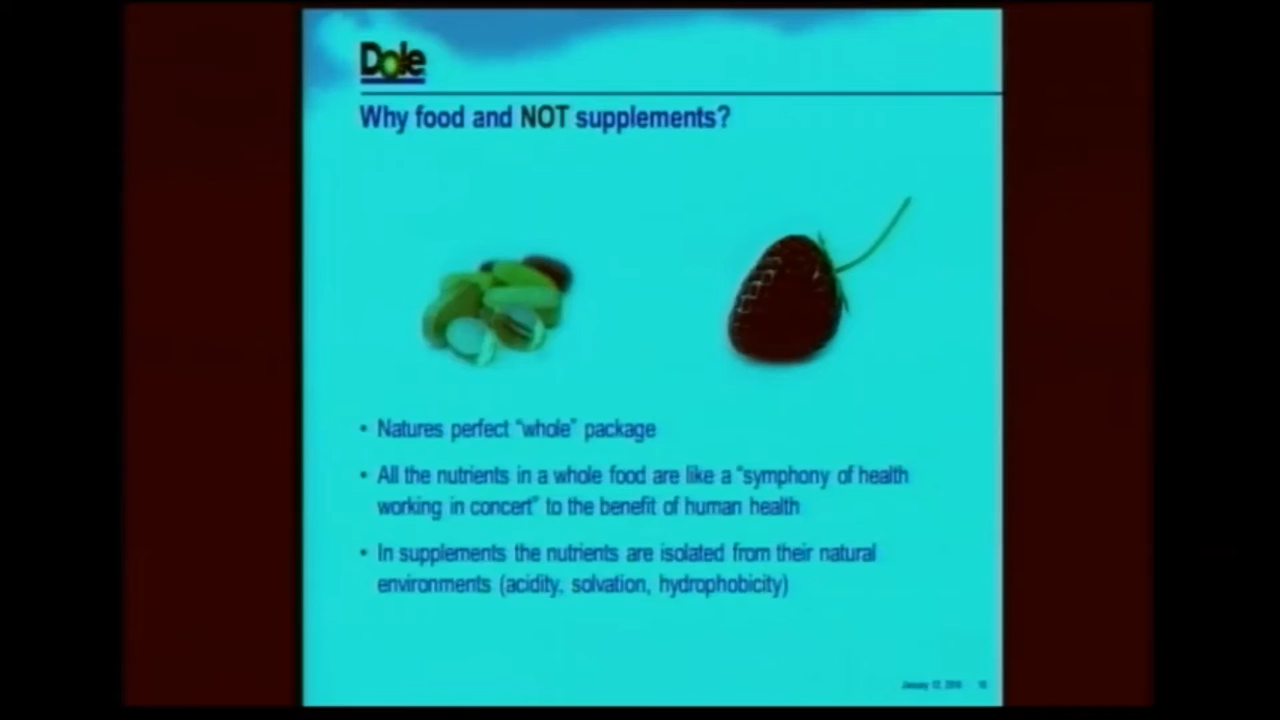 Dole
Why food and NOT supplements?
• Natures perfect “whole” package
• All the nutrients in a whole food are like a “symphony of health
working in concert” to the benefit of human health
• In supplements the nutrients are isolated from their natural
environments (acidity, solvation, hydrophobicity)
January